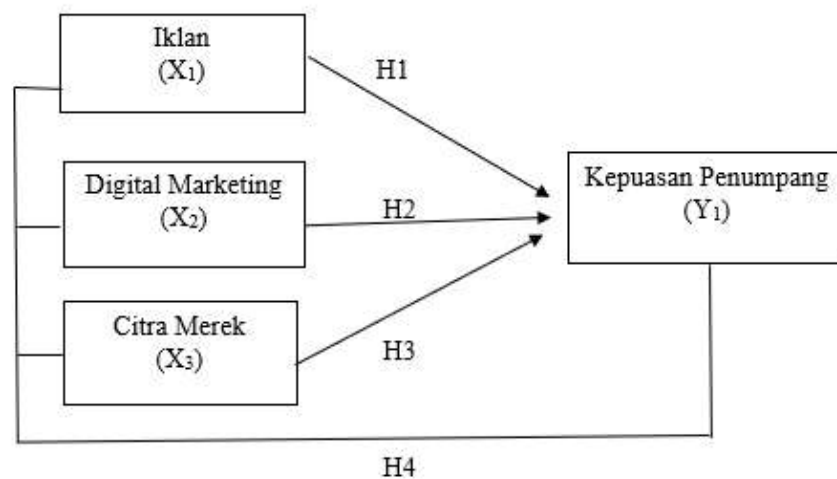 Iklan
(X₁)
H1
Digital Marketing
(X₂)
H2
Kepuasan Penumpang
(Y₁)
Citra Merek
(X₃)
H3
H4